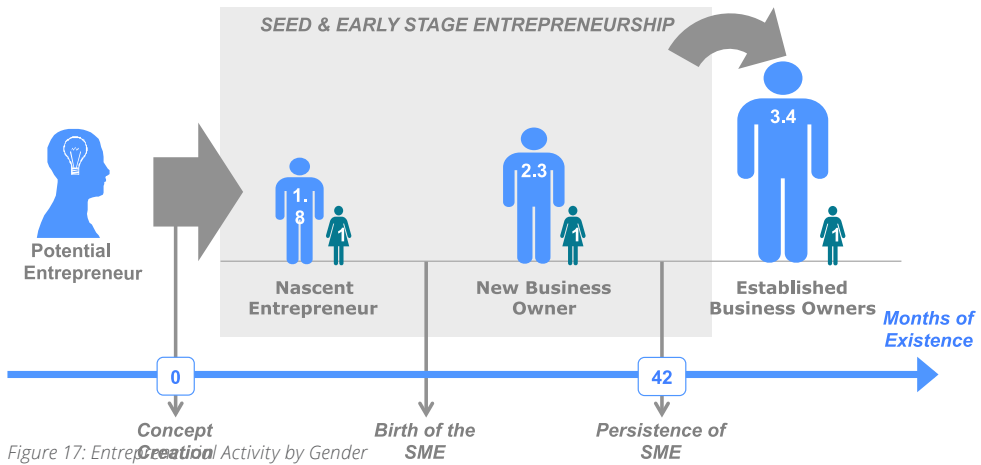 SEED & EARLY STAGE ENTREPRENEURSHIP
3.4
2.3
1.
8
1
1
1
Potential
Entrepreneur
Nascent
Entrepreneur
New Business
Owner
Established
Business Owners
Months of
Existence
0
42
Concept
Creation
Birth of the
SME
Persistence of
SME
Figure 17: Entrepreneurial Activity by Gender